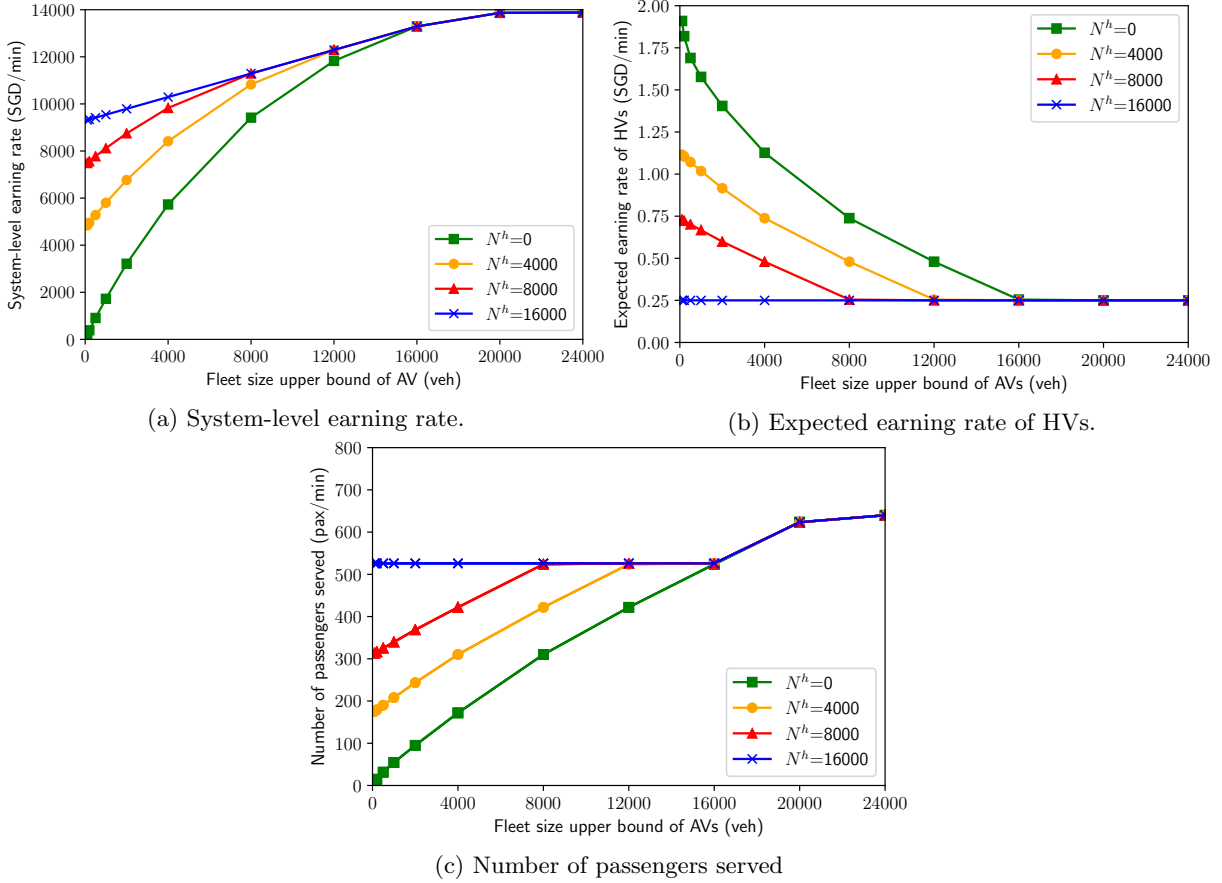 14000
12000
10000
8000
6000
4000
2000
0
System-level earning rate (SGD/min)
N^h=0
N^h=4000
N^h=8000
N^h=16000
0 4000 8000 12000 16000 20000 24000
Fleet size upper bound of AV (veh)
(a) System-level earning rate.
2.00
1.75
1.50
1.25
1.00
0.75
0.50
0.25
0.00
Expected earning rate of HVs (SGD/min)
N^h=0
N^h=4000
N^h=8000
N^h=16000
0 4000 8000 12000 16000 20000 24000
Fleet size upper bound of AVs (veh)
(b) Expected earning rate of HVs.
800
700
600
500
400
300
200
100
0
Number of passengers served (pax/min)
N^h=0
N^h=4000
N^h=8000
N^h=16000
0 4000 8000 12000 16000 20000 24000
Fleet size upper bound of AVs (veh)
(c) Number of passengers served